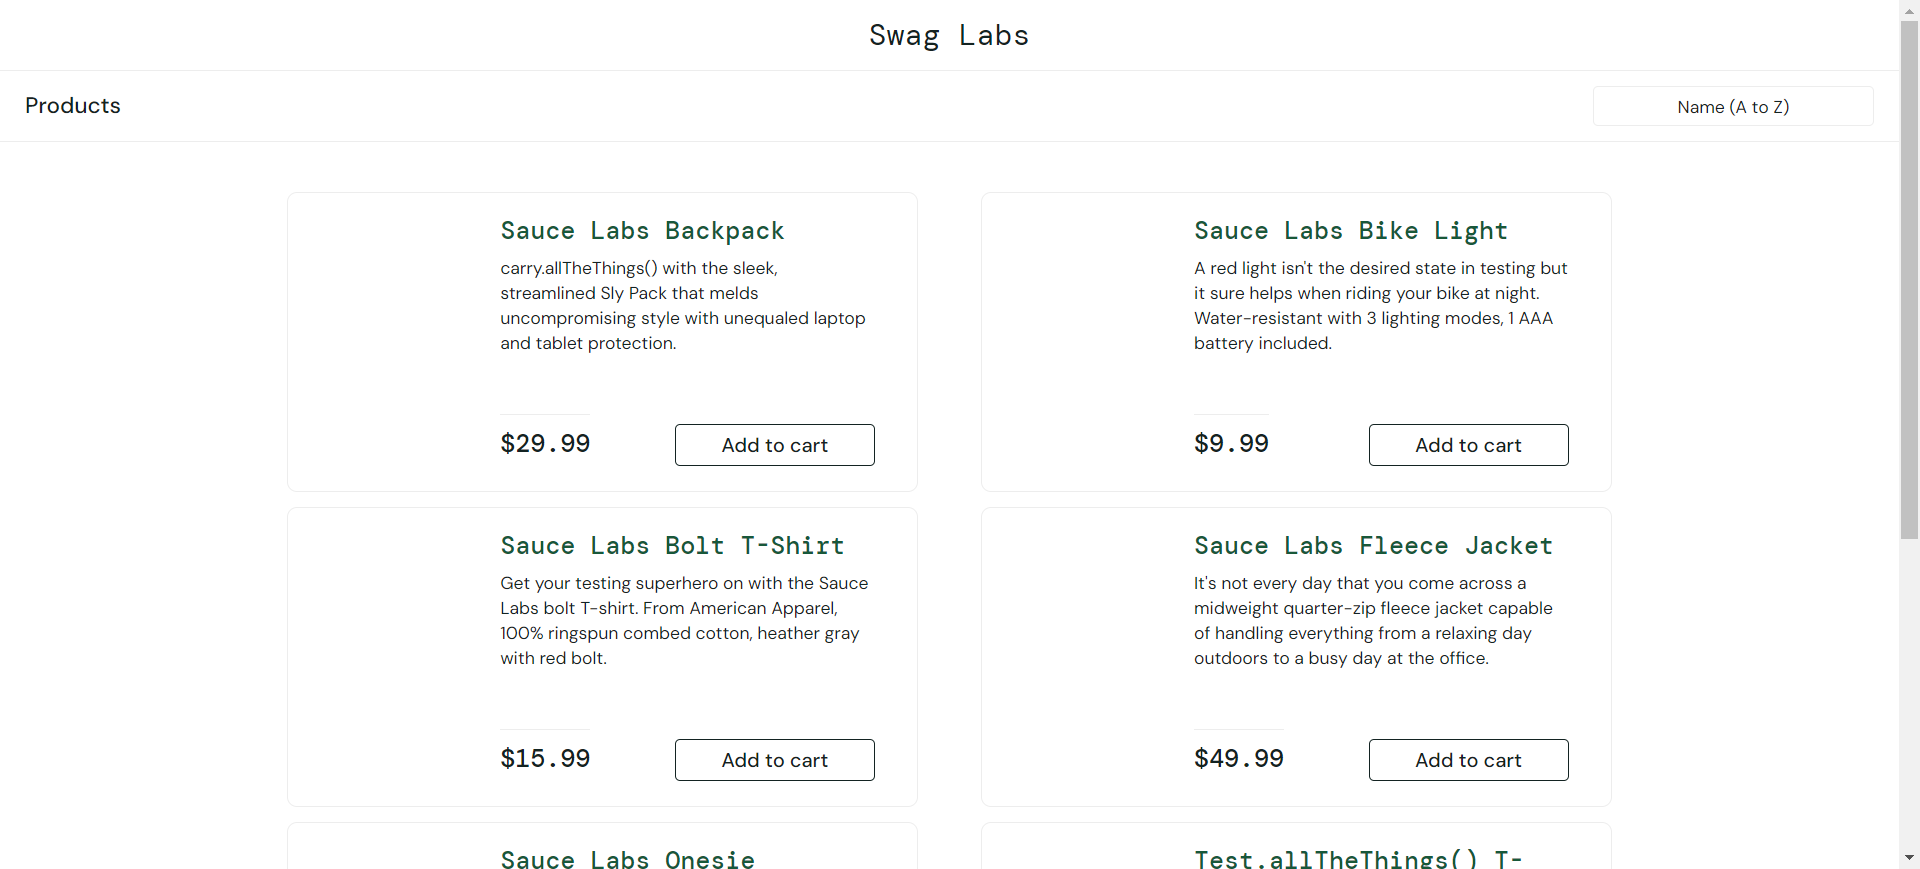 Swag Labs
Products
Name (A to Z)
Sauce Labs Backpack
carry.allTheThings() with the sleek,
streamlined Sly Pack that melds
uncompromising style with unequaled laptop
and tablet protection.
$29.99
Add to cart
Sauce Labs Bike Light
A red light isn't the desired state in testing but
it sure helps when riding your bike at night.
Water-resistant with 3 lighting modes, 1 AAA
battery included.
$9.99
Add to cart
Sauce Labs Bolt T-Shirt
Get your testing superhero on with the Sauce
Labs bolt T-shirt. From American Apparel,
100% ringspun combed cotton, heather gray
with red bolt.
$15.99
Add to cart
Sauce Labs Fleece Jacket
It's not every day that you come across a
midweight quarter-zip fleece jacket capable
of handling everything from a relaxing day
outdoors to a busy day at the office.
$49.99
Add to cart
Sauce Labs Onesie
Test.allTheThings() T-